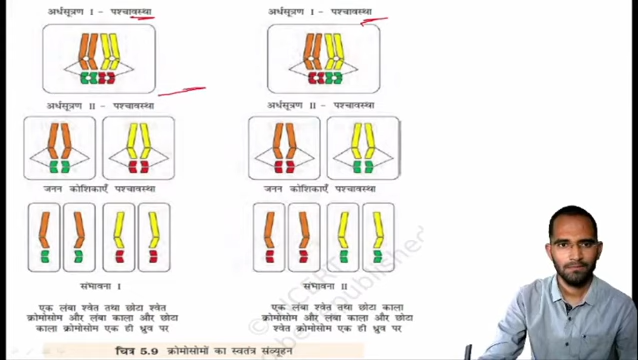 अर्धसूत्रण I - पश्चावस्था
अर्धसूत्रण I - पश्चावस्था
अर्धसूत्रण II - पश्चावस्था
अर्धसूत्रण II - पश्चावस्था
जनन कोशिकाएँ पश्चावस्था
जनन कोशिकाएँ पश्चावस्था
संभावना I
संभावना II
एक लंबा श्वेत तथा छोटा श्वेत
क्रोमोसोम और लंबा काला और छोटा
काला क्रोमोसोम एक ही ध्रुव पर
एक लंबा श्वेत तथा छोटा काला
क्रोमोसोम और लंबा काला और छोटा
श्वेत क्रोमोसोम एक ही ध्रुव पर
चित्र 5.9 क्रोमोसोमों का स्वतंत्र संव्यूहन